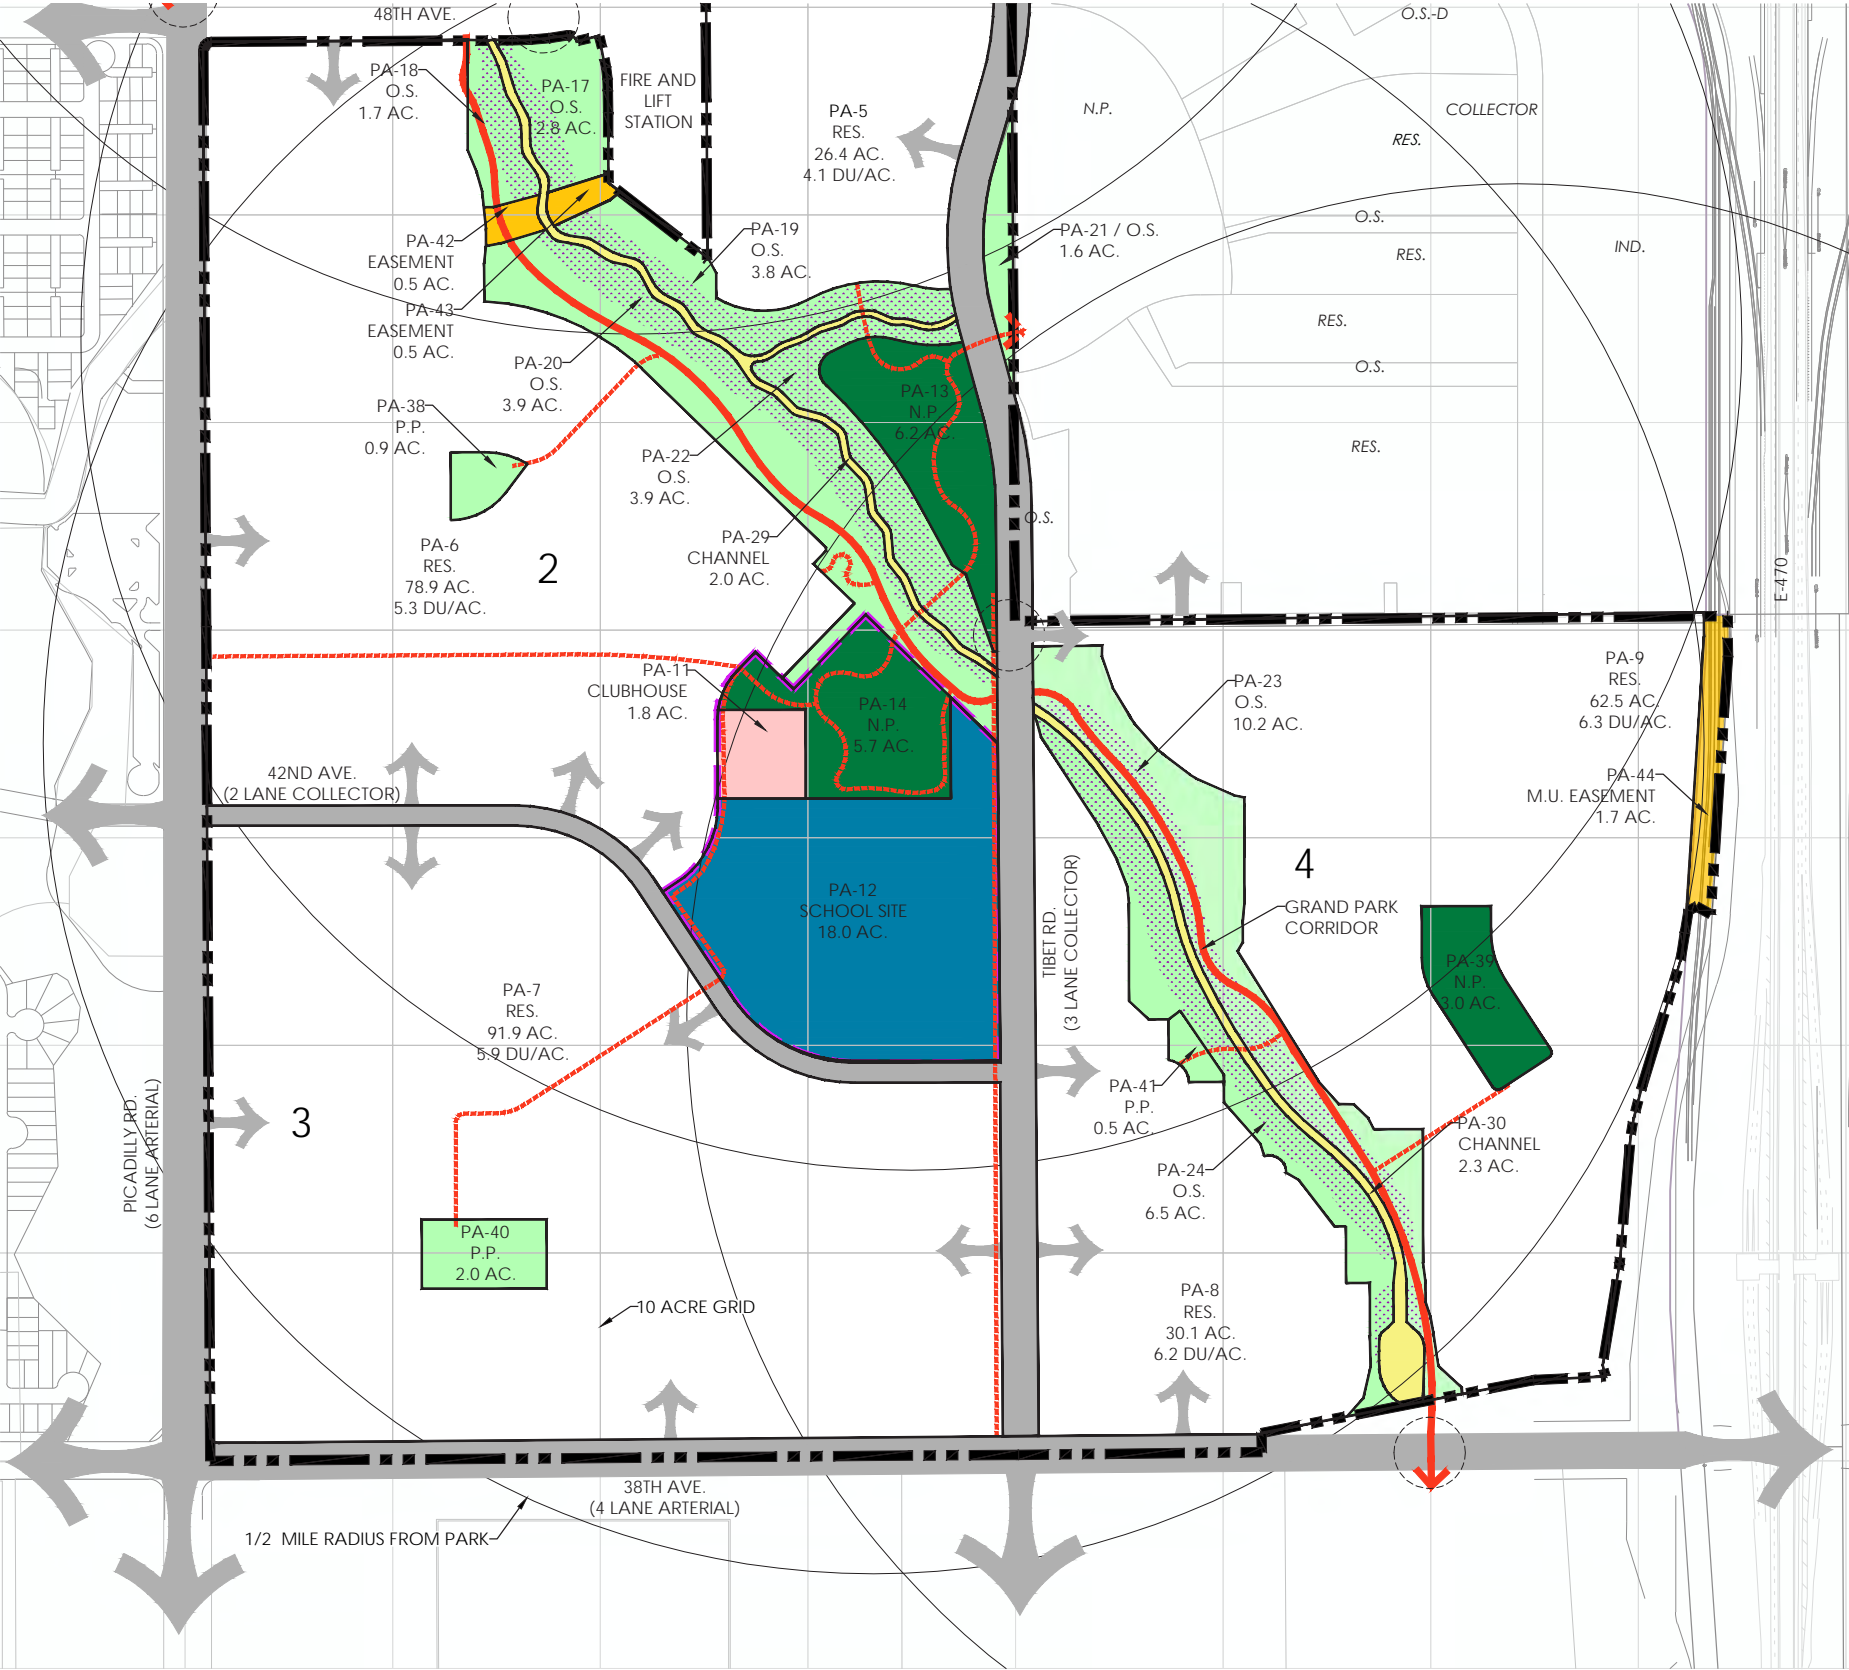 48TH AVE.
O.S.-D
PA-18
O.S.
1.7 AC.
PA-17
O.S.
2.8 AC.
FIRE AND
LIFT
STATION
PA-5
RES.
26.4 AC.
4.1 DU/AC.
N.P.
COLLECTOR
RES.
O.S.
RES.
IND.
PA-42
EASEMENT
0.5 AC.
PA-43
EASEMENT
0.5 AC.
PA-19
O.S.
3.8 AC.
PA-21 / O.S.
1.6 AC.
RES.
O.S.
PA-20
O.S.
3.9 AC.
PA-38
P.P.
0.9 AC.
PA-13
N.P.
6.2 AC.
PA-22
O.S.
3.9 AC.
RES.
O.S.
PA-29
CHANNEL
2.0 AC.
PA-6
RES.
78.9 AC.
5.3 DU/AC.
2
E-470
PA-11
CLUBHOUSE
1.8 AC.
PA-14
N.P.
5.7 AC.
PA-23
O.S.
10.2 AC.
PA-9
RES.
62.5 AC.
6.3 DU/AC.
PA-44
M.U. EASEMENT
1.7 AC.
42ND AVE.
(2 LANE COLLECTOR)
4
PA-12
SCHOOL SITE
18.0 AC.
GRAND PARK
CORRIDOR
TIBET RD.
(3 LANE COLLECTOR)
PA-39
N.P.
3.0 AC.
PA-7
RES.
91.9 AC.
5.9 DU/AC.
3
PA-41
P.P.
0.5 AC.
PA-30
CHANNEL
2.3 AC.
PICADILLY RD.
(6 LANE ARTERIAL)
PA-24
O.S.
6.5 AC.
PA-40
P.P.
2.0 AC.
10 ACRE GRID
PA-8
RES.
30.1 AC.
6.2 DU/AC.
38TH AVE.
(4 LANE ARTERIAL)
1/2 MILE RADIUS FROM PARK